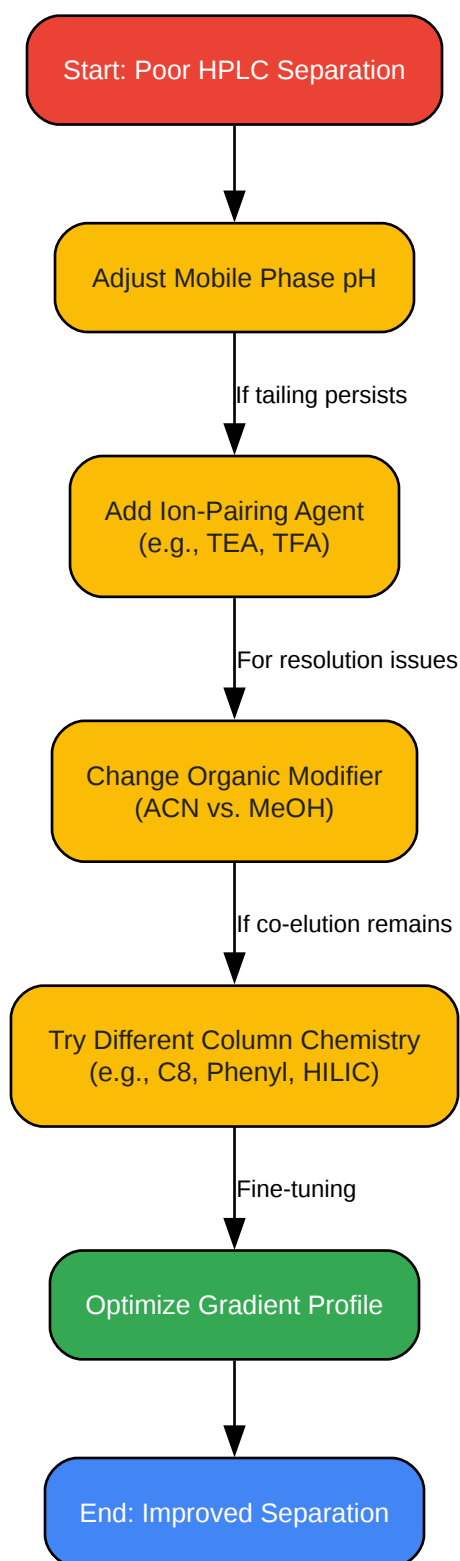 Start: Poor HPLC Separation
Adjust Mobile Phase pH
If tailing persists
Add Ion-Pairing Agent
(e.g., TEA, TFA)
For resolution issues
Change Organic Modifier
(ACN vs. MeOH)
If co-elution remains
Try Different Column Chemistry
(e.g., C8, Phenyl, HILIC)
Fine-tuning
Optimize Gradient Profile
End: Improved Separation